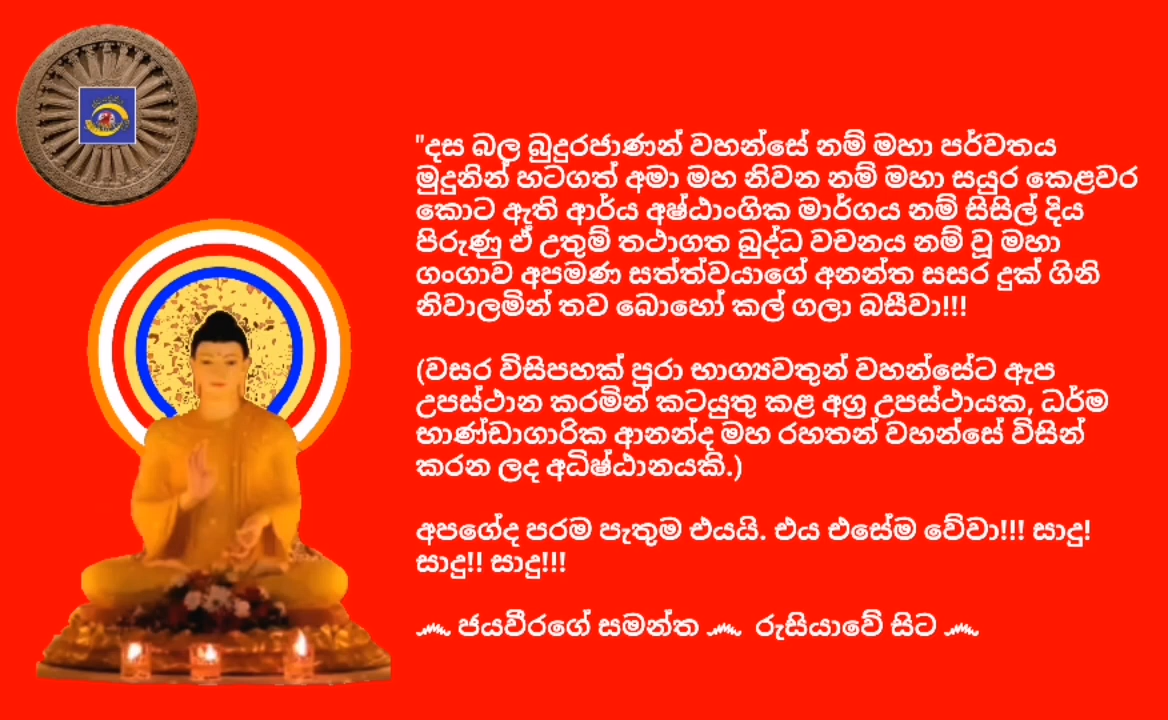 "දස බල බුදුරජාණන් වහන්සේ නම් මහා පර්වතය
මුදුනින් හටගත් අමා මහ නිවන නම් මහා සයුර කෙළවර
කොට ඇති ආර්ය අෂ්ඨාංගික මාර්ගය නම් සිසිල් දිය
පිරුණු ඒ උතුම් තථාගත බුද්ධ වචනය නම් වූ මහා
ගංගාව අපමණ සත්ත්වයාගේ අනන්ත සසර දුක් ගිනි
නිවාලමින් තව බොහෝ කල් ගලා බසීවා!!!
(වසර විසිපහක් පුරා භාග්‍යවතුන් වහන්සේට ඇප
උපස්ථාන කරමින් කටයුතු කළ අග්‍ර උපස්ථායක, ධර්ම
භාණ්ඩාගාරික ආනන්ද මහ රහතන් වහන්සේ විසින්
කරන ලද අධිෂ්ඨානයකි.)
අපගේද පරම පැතුම එයයි. එය එසේම වේවා!!! සාදු!
සාදු!! සාදු!!!
෴ ජයවීරගේ සමන්ත ෴ රුසියාවේ සිට ෴